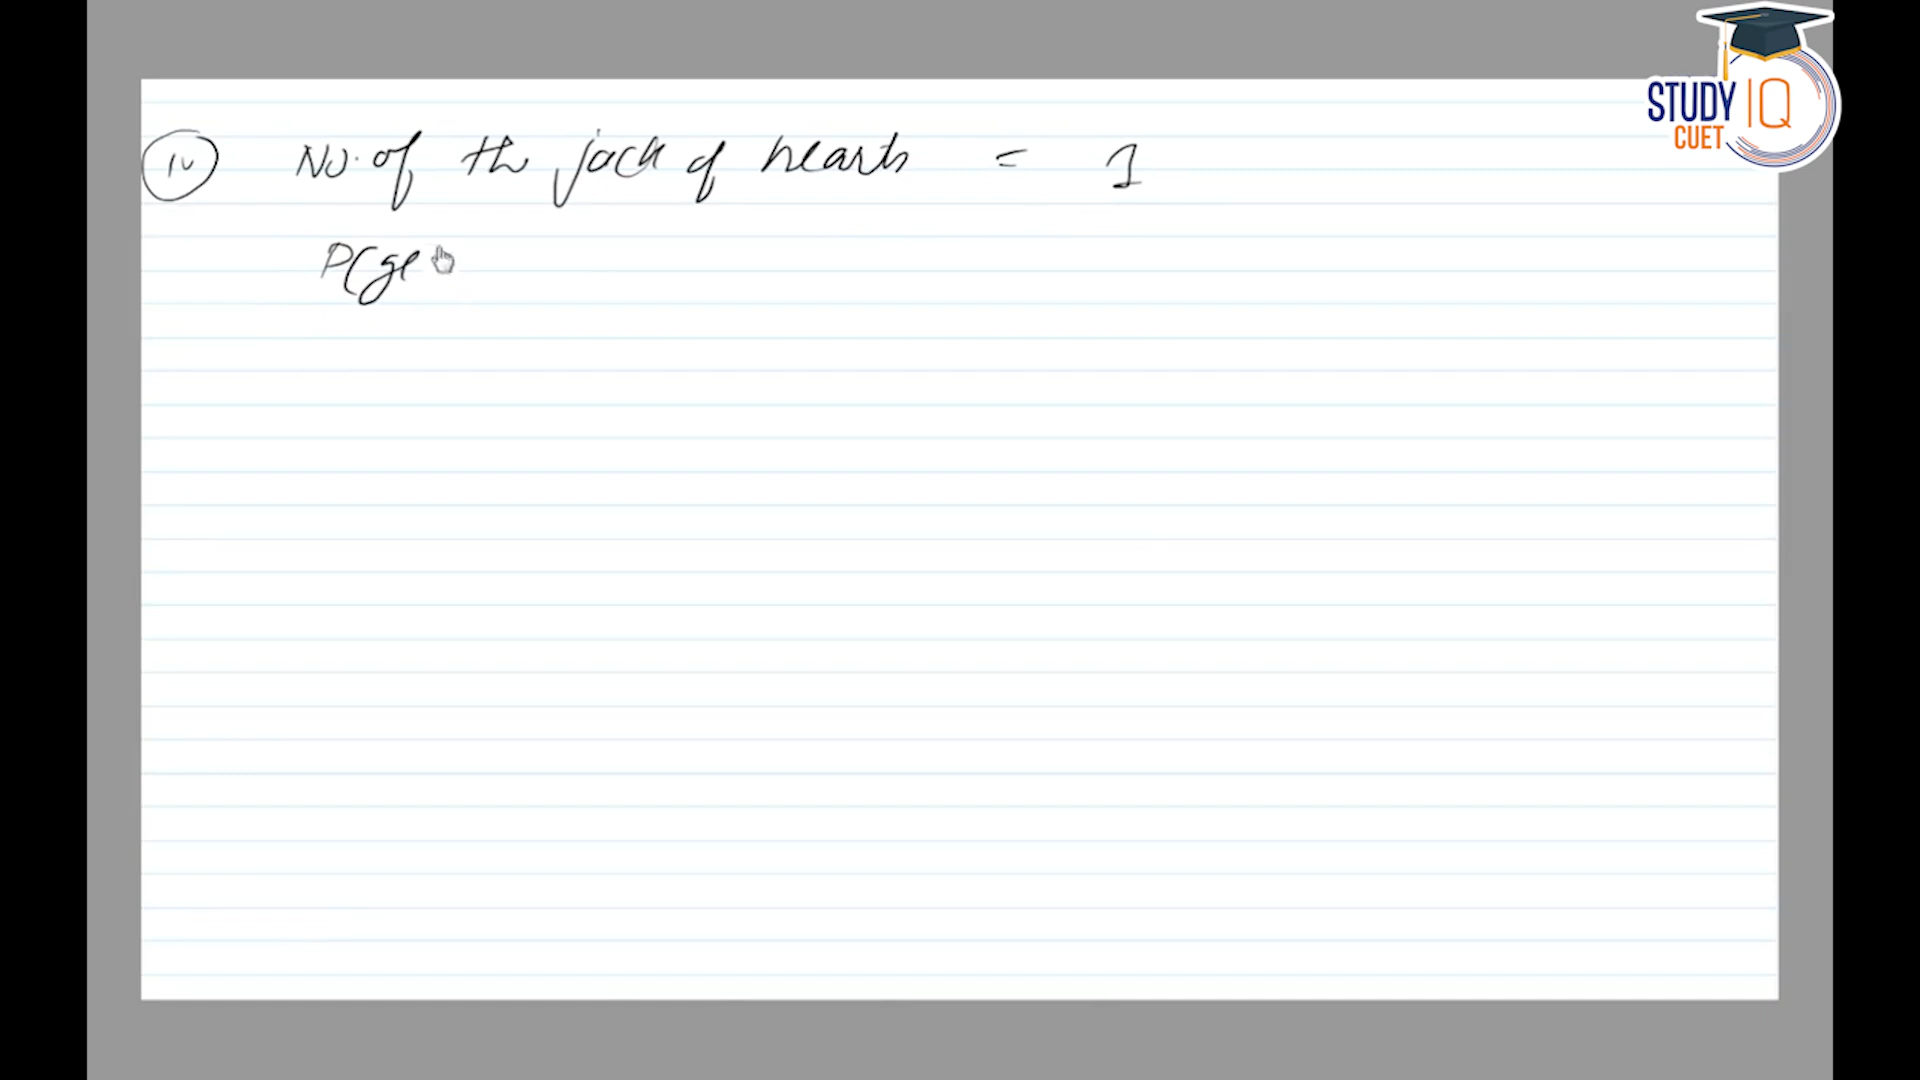 STUDY IQ
CUET
(iv) No. of the jack of hearts = 1
P(ge